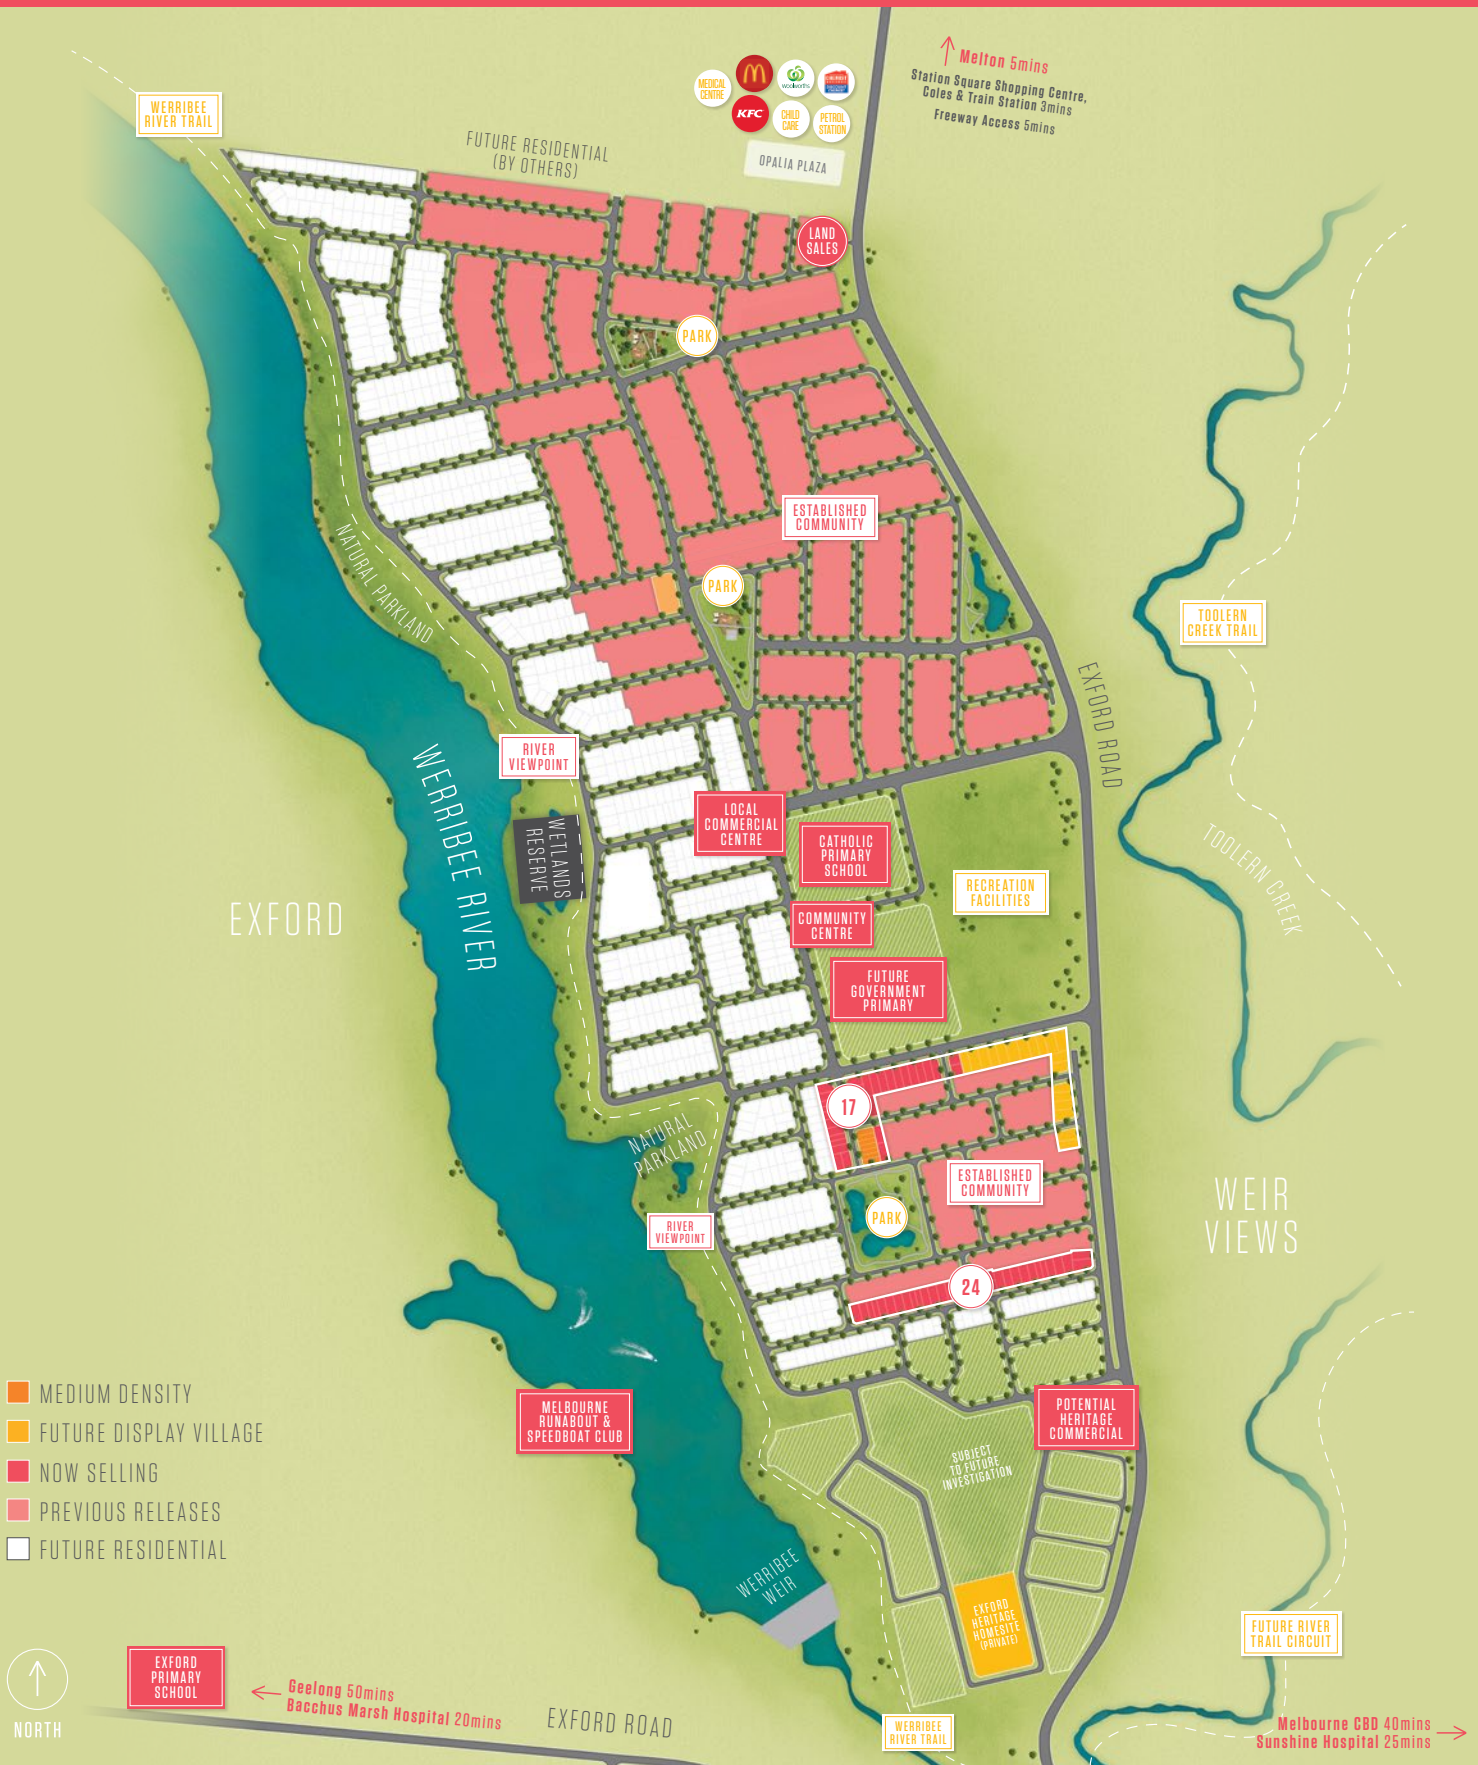 Melton 5mins
Station Square Shopping Centre,
Coles & Train Station 3mins
Freeway Access 5mins
MEDICAL
CENTRE
woolworths
KFC
CHILD
CARE
PETROL
STATION
OPALIA PLAZA
WERRIBEE
RIVER TRAIL
FUTURE RESIDENTIAL
(BY OTHERS)
LAND
SALES
PARK
ESTABLISHED
COMMUNITY
NATURAL PARKLAND
PARK
TOOLERN
CREEK TRAIL
EXFORD ROAD
RIVER
VIEWPOINT
WERRIBEE RIVER
LOCAL
COMMERCIAL
CENTRE
CATHOLIC
PRIMARY
SCHOOL
WETLANDS
RESERVE
TOOLERN CREEK
RECREATION
FACILITIES
EXFORD
COMMUNITY
CENTRE
FUTURE
GOVERNMENT
PRIMARY
17
NATURAL
PARKLAND
ESTABLISHED
COMMUNITY
WEIR
VIEWS
PARK
RIVER
VIEWPOINT
24
MEDIUM DENSITY
FUTURE DISPLAY VILLAGE
NOW SELLING
PREVIOUS RELEASES
FUTURE RESIDENTIAL
MELBOURNE
RUNABOUT &
SPEEDBOAT CLUB
POTENTIAL
HERITAGE
COMMERCIAL
SUBJECT
TO FUTURE
INVESTIGATION
WERRIBEE
WEIR
EXFORD
HERITAGE
HOMESITE
(PRIVATE)
FUTURE RIVER
TRAIL CIRCUIT
NORTH
EXFORD
PRIMARY
SCHOOL
Geelong 50mins
Bacchus Marsh Hospital 20mins
EXFORD ROAD
WERRIBEE
RIVER TRAIL
Melbourne CBD 40mins
Sunshine Hospital 25mins